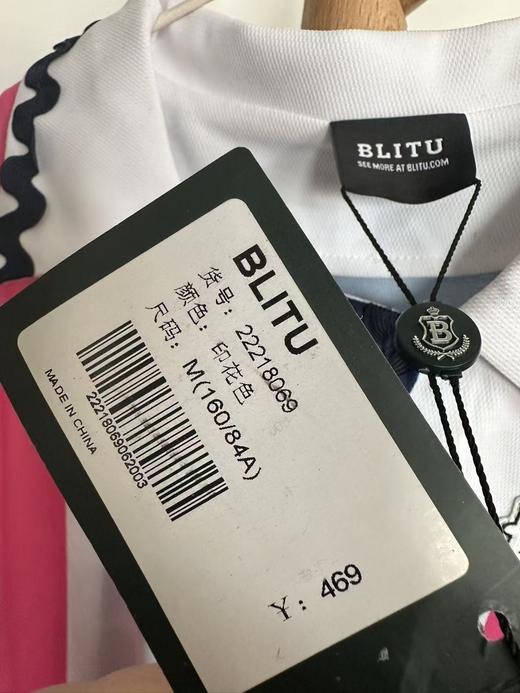 BLITU
SEE MORE AT BLITU.COM
B
BLITU
货号: 22218069
颜色: 印花色
尺码: M(160/84A)
22218069062003
MADE IN CHINA
¥: 469